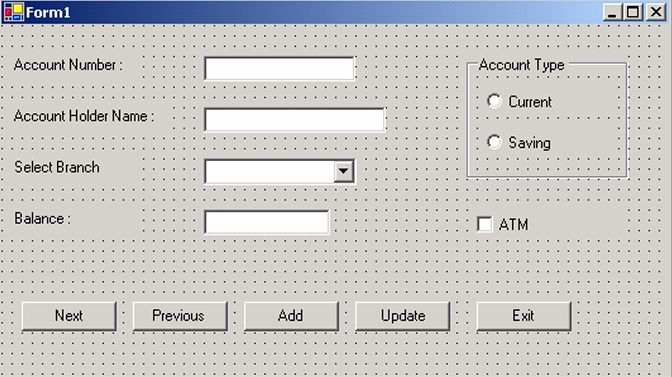 Form1
Account Number :
Account Holder Name :
Select Branch
Balance :
Account Type
Current
Saving
ATM
Next
Previous
Add
Update
Exit